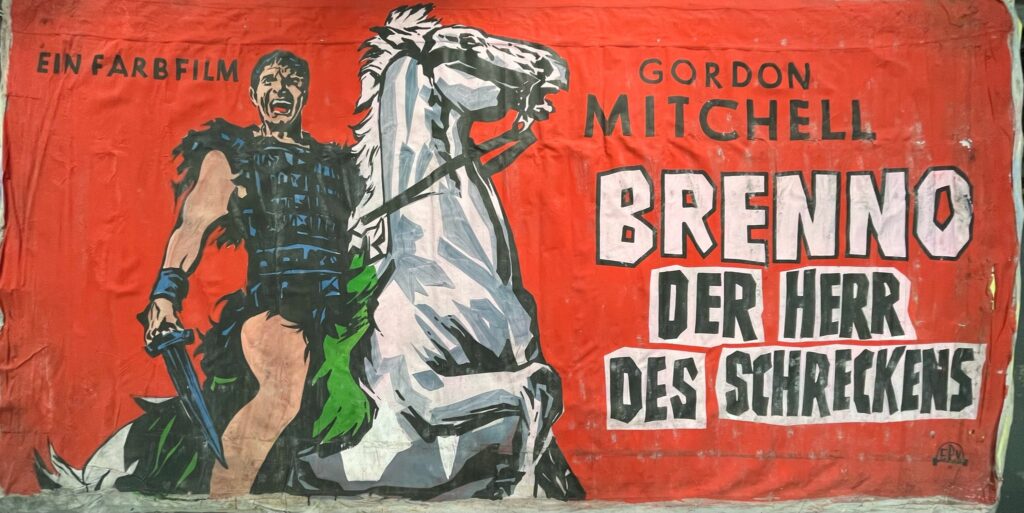 EIN FARBFILM
GORDON
MITCHELL
BRENNO
DER HERR
DES SCHRECKENS